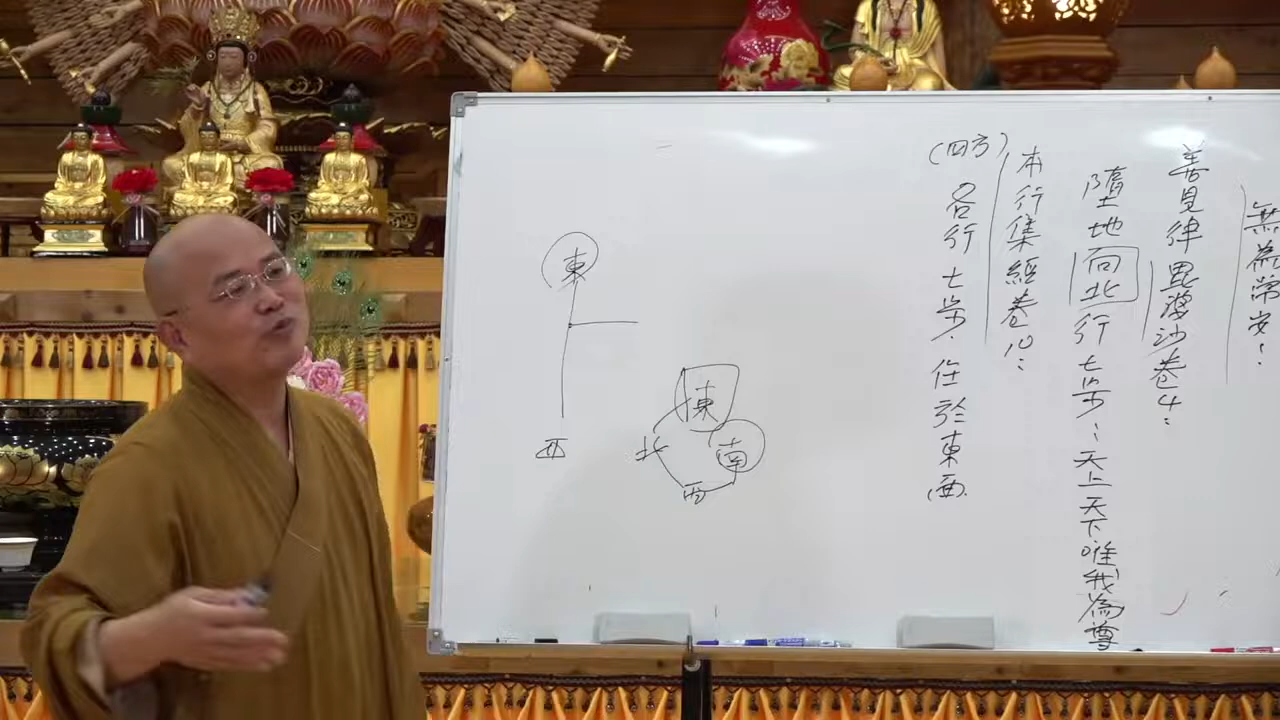 無為常安！
善見律毘婆沙卷4：
墮地向北行七步：天上天下唯我為尊
本行集經卷10：
(四方)各行七步．住於東西
東
西
東
北
南
西